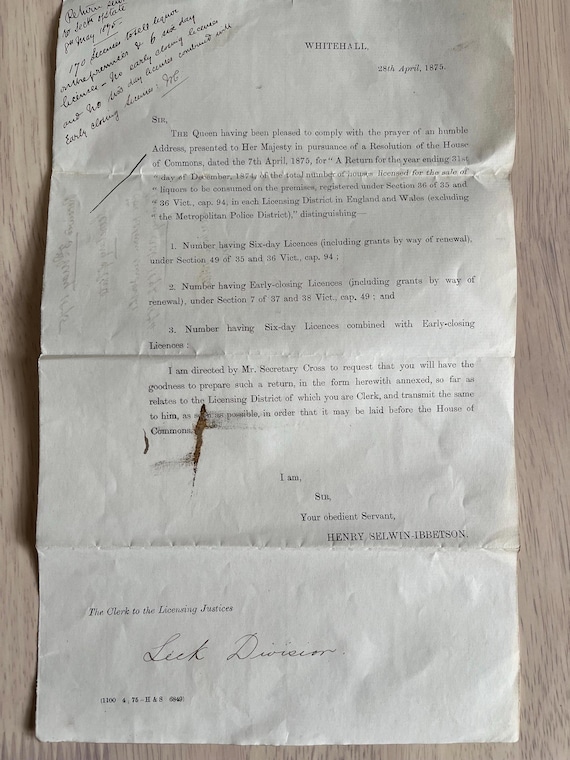 Return
8th May 1875
170 Licences to sell liquor
on the premises & 6 six day
licences - No early closing licences
and No six day licences combined with
Early closing licences
WHITEHALL,
28th April, 1875.
SIR,
THE Queen having been pleased to comply with the prayer of an humble
Address, presented to Her Majesty in pursuance of a Resolution of the House
of Commons, dated the 7th April, 1875, for " A Return for the year ending 31st
" day of December, 1874, of the total number of houses licensed for the sale of
" liquors to be consumed on the premises, registered under Section 36 of 35 and
" 36 Vict., cap. 94, in each Licensing District in England and Wales (excluding
" the Metropolitan Police District)," distinguishing—
1. Number having Six-day Licences (including grants by way of renewal),
under Section 49 of 35 and 36 Vict., cap. 94 ;
2. Number having Early-closing Licences (including grants by way of
renewal), under Section 7 of 37 and 38 Vict., cap. 49 ; and
3. Number having Six-day Licences combined with Early-closing
Licences :
I am directed by Mr. Secretary Cross to request that you will have the
goodness to prepare such a return, in the form herewith annexed, so far as
relates to the Licensing District of which you are Clerk, and transmit the same
to him, as soon as possible, in order that it may be laid before the House of
Commons.
I am,
SIR,
Your obedient Servant,
HENRY SELWIN-IBBETSON.
The Clerk to the Licensing Justices
Leek Division
(1100 4 , 75 — H & S 6849)